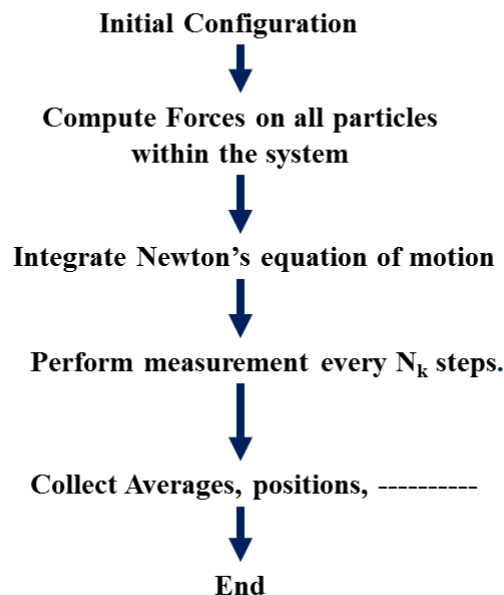 Initial Configuration
Compute Forces on all particles
within the system
Integrate Newton’s equation of motion
Perform measurement every Nₖ steps.
Collect Averages, positions, ----------
End